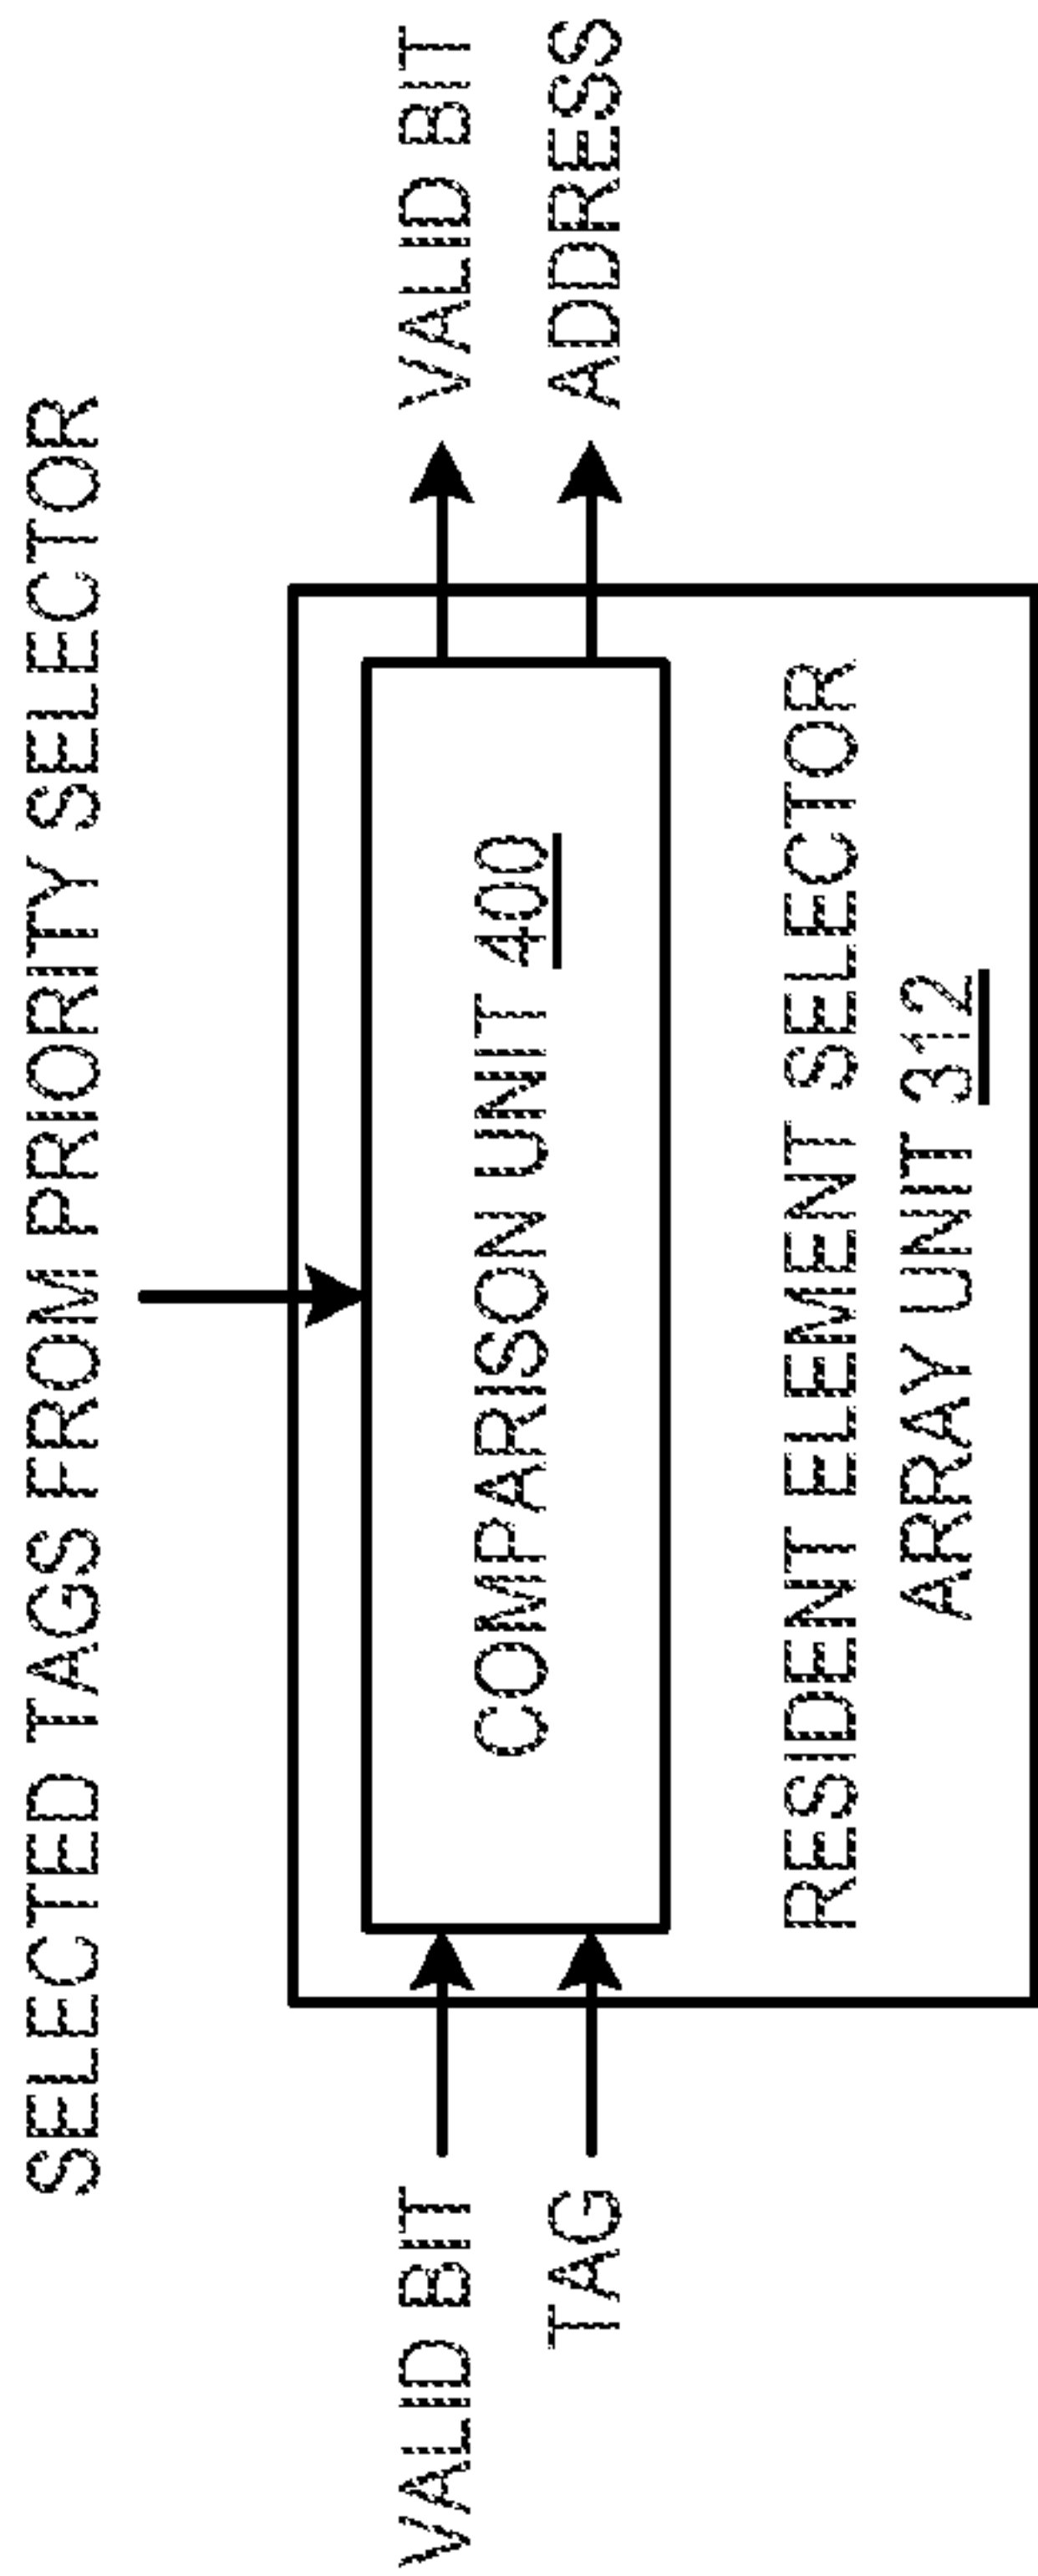 SELECTED TAGS FROM PRIORITY SELECTOR
VALID BIT
TAG
COMPARISON UNIT 400
VALID BIT
ADDRESS
RESIDENT ELEMENT SELECTOR
ARRAY UNIT 312